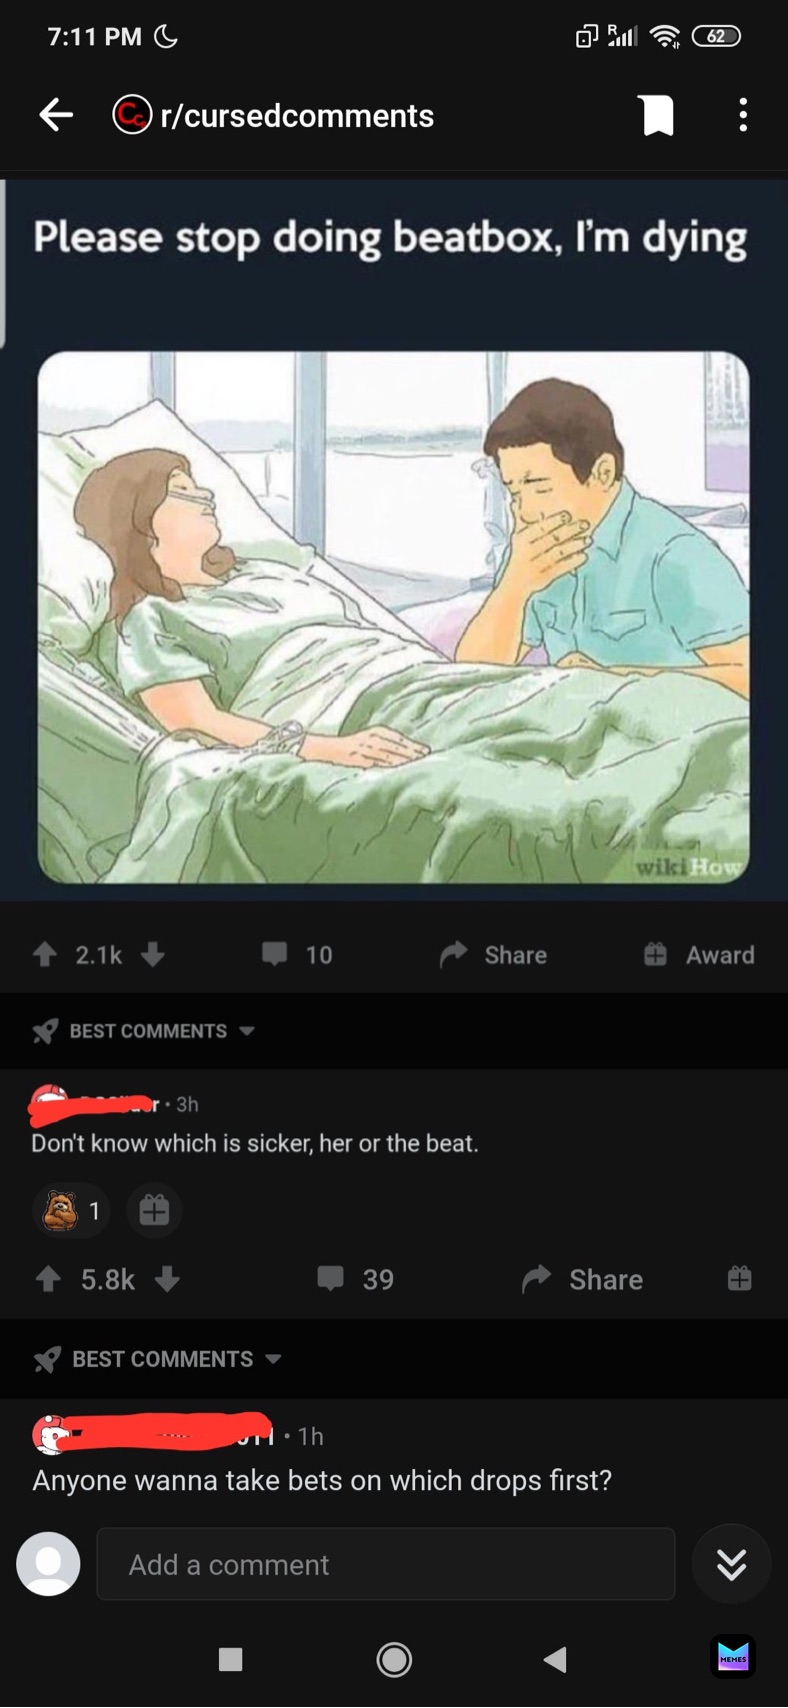 7:11 PM
R
62
Cc r/cursedcomments
Please stop doing beatbox, I'm dying
wikiHow
2.1k
10
Share
Award
BEST COMMENTS
r • 3h
Don't know which is sicker, her or the beat.
1
5.8k
39
Share
BEST COMMENTS
• 1h
Anyone wanna take bets on which drops first?
Add a comment
MEMES